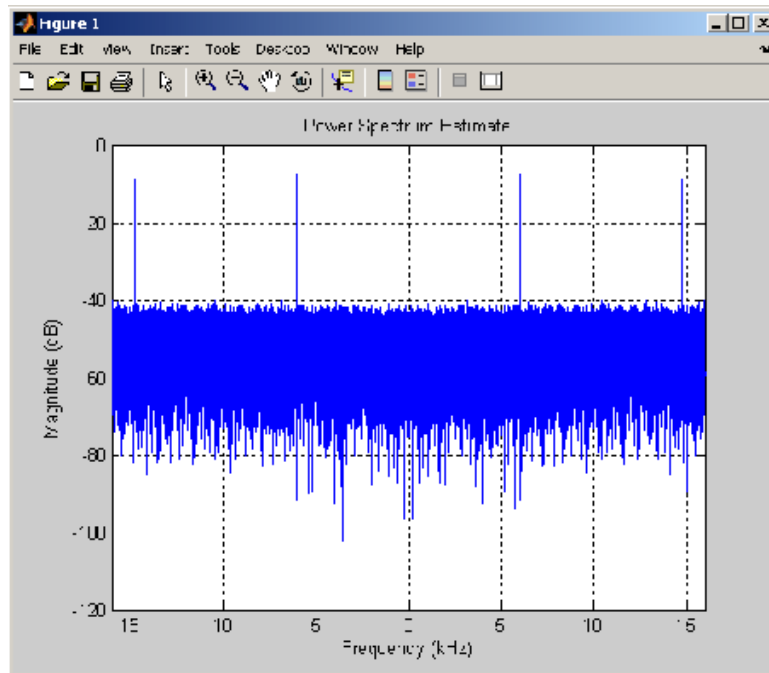 Figure 1
File Edit View Insert Tools Desktop Window Help
Power Spectrum Estimate
0
20
-40
60
-80
-100
-120
Magnitude (dB)
15 10 5 0 5 10 15
Frequency (kHz)